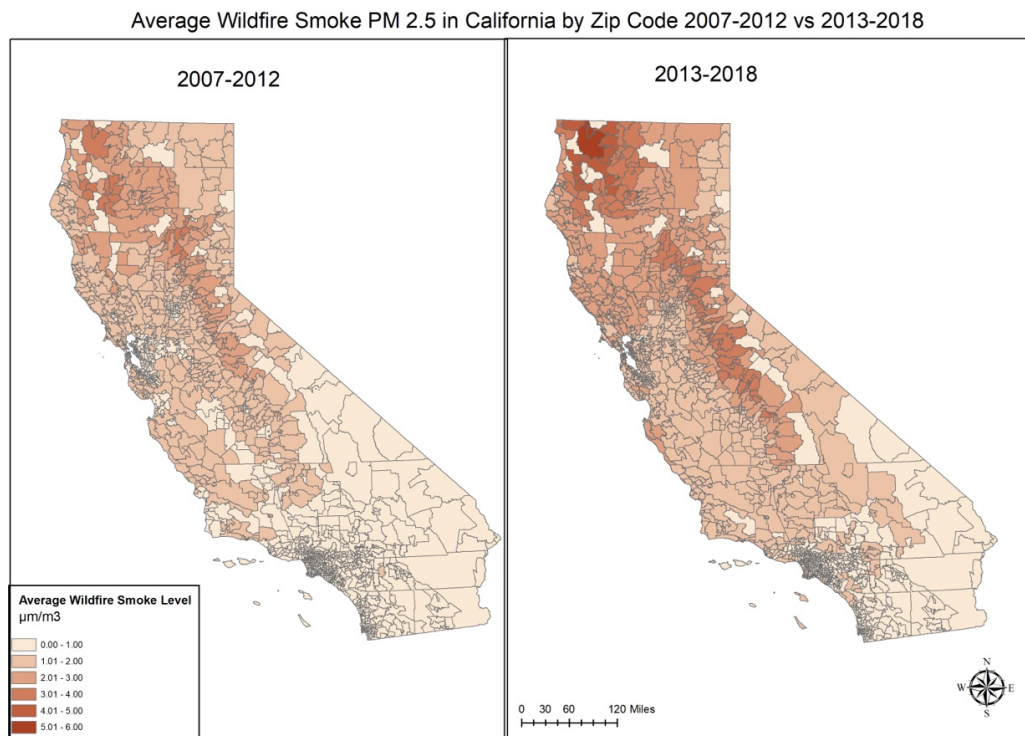 Average Wildfire Smoke PM 2.5 in California by Zip Code 2007-2012 vs 2013-2018
2007-2012
2013-2018
Average Wildfire Smoke Level
µm/m3
0.00 - 1.00
1.01 - 2.00
2.01 - 3.00
3.01 - 4.00
4.01 - 5.00
5.01 - 6.00
0 30 60 120 Miles
N
W E
S